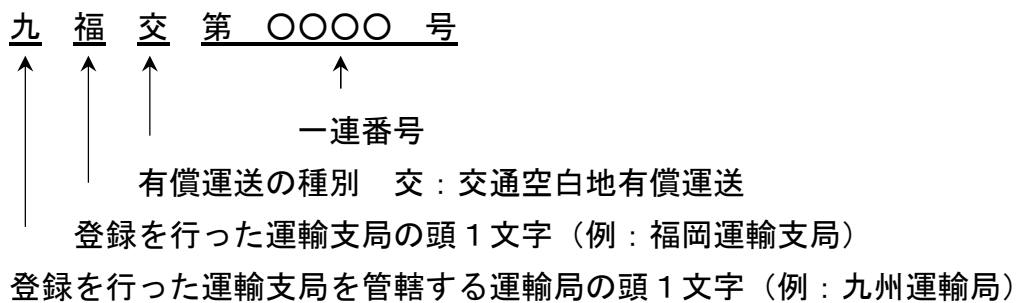 九 福 交 第 〇〇〇〇 号
一連番号
有償運送の種別 交：交通空白地有償運送
登録を行った運輸支局の頭１文字（例：福岡運輸支局）
登録を行った運輸支局を管轄する運輸局の頭１文字（例：九州運輸局）